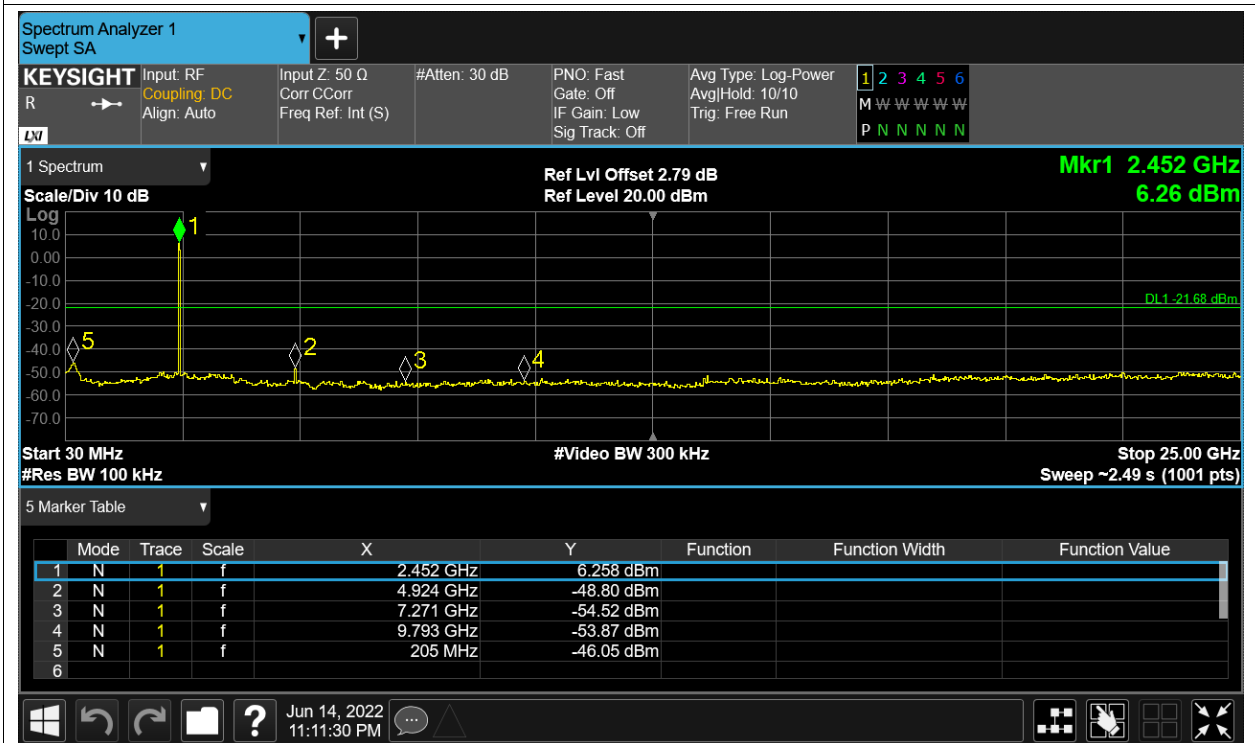 Spectrum Analyzer 1
Swept SA
KEYSIGHT Input: RF Input Z: 50 Ω #Atten: 30 dB PNO: Fast Avg Type: Log-Power 1 2 3 4 5 6
R Coupling: DC Corr CCorr Gate: Off Avg|Hold: 10/10 M W W W W W
Align: Auto Freq Ref: Int (S) IF Gain: Low Trig: Free Run
LXI Sig Track: Off P N N N N N
1 Spectrum Ref Lvl Offset 2.79 dB Mkr1 2.452 GHz
Scale/Div 10 dB Ref Level 20.00 dBm 6.26 dBm
Log
10.0 1
0.00
-10.0
-20.0 DL1 -21.68 dBm
-30.0
-40.0 5 2
-50.0 3 4
-60.0
-70.0
Start 30 MHz #Video BW 300 kHz Stop 25.00 GHz
#Res BW 100 kHz Sweep ~2.49 s (1001 pts)
5 Marker Table
Mode Trace Scale X Y Function Function Width Function Value
1 N 1 f 2.452 GHz 6.258 dBm
2 N 1 f 4.924 GHz -48.80 dBm
3 N 1 f 7.271 GHz -54.52 dBm
4 N 1 f 9.793 GHz -53.87 dBm
5 N 1 f 205 MHz -46.05 dBm
6
? Jun 14, 2022
11:11:30 PM